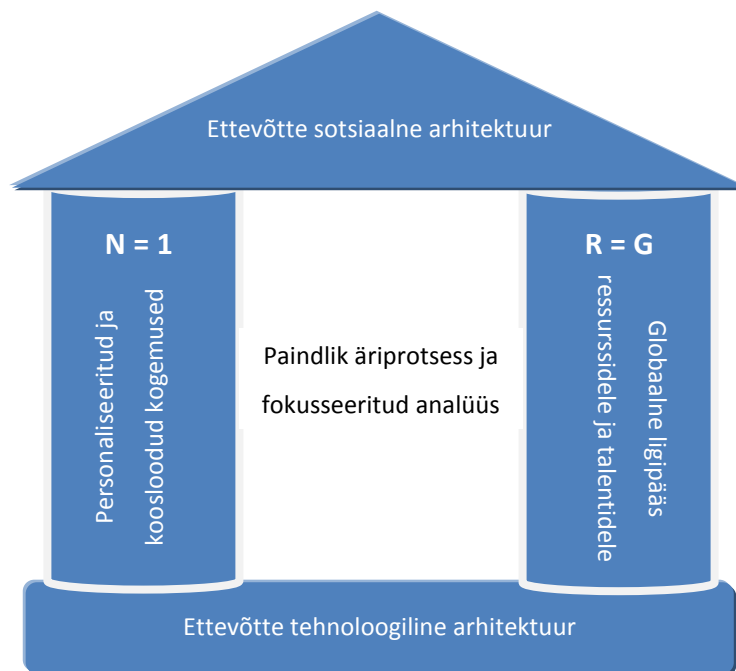 Ettevõtte sotsiaalne arhitektuur
N = 1
Personaliseeritud ja
koosloodud kogemused
Paindlik äriprotsess ja
fokusseeritud analüüs
R = G
Globaalne ligipääs
ressurssidele ja talentidele
Ettevõtte tehnoloogiline arhitektuur